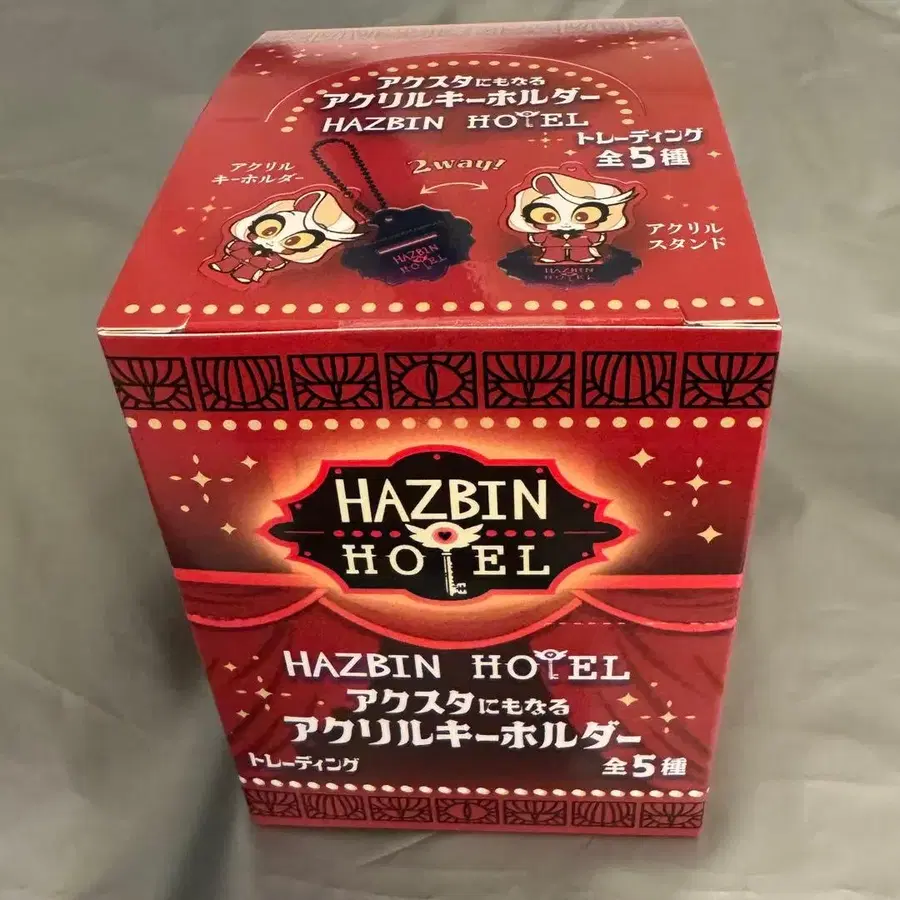 アクスタにもなる
アクリルキーホルダー
HAZBIN HOTEL
トレーディング
全5種
アクリル
キーホルダー
2way!
アクリル
スタンド
HAZBIN
HOTEL
HAZBIN
HOTEL
HAZBIN
HOTEL
HAZBIN HOTEL
アクスタにもなる
アクリルキーホルダー
トレーディング
全5種